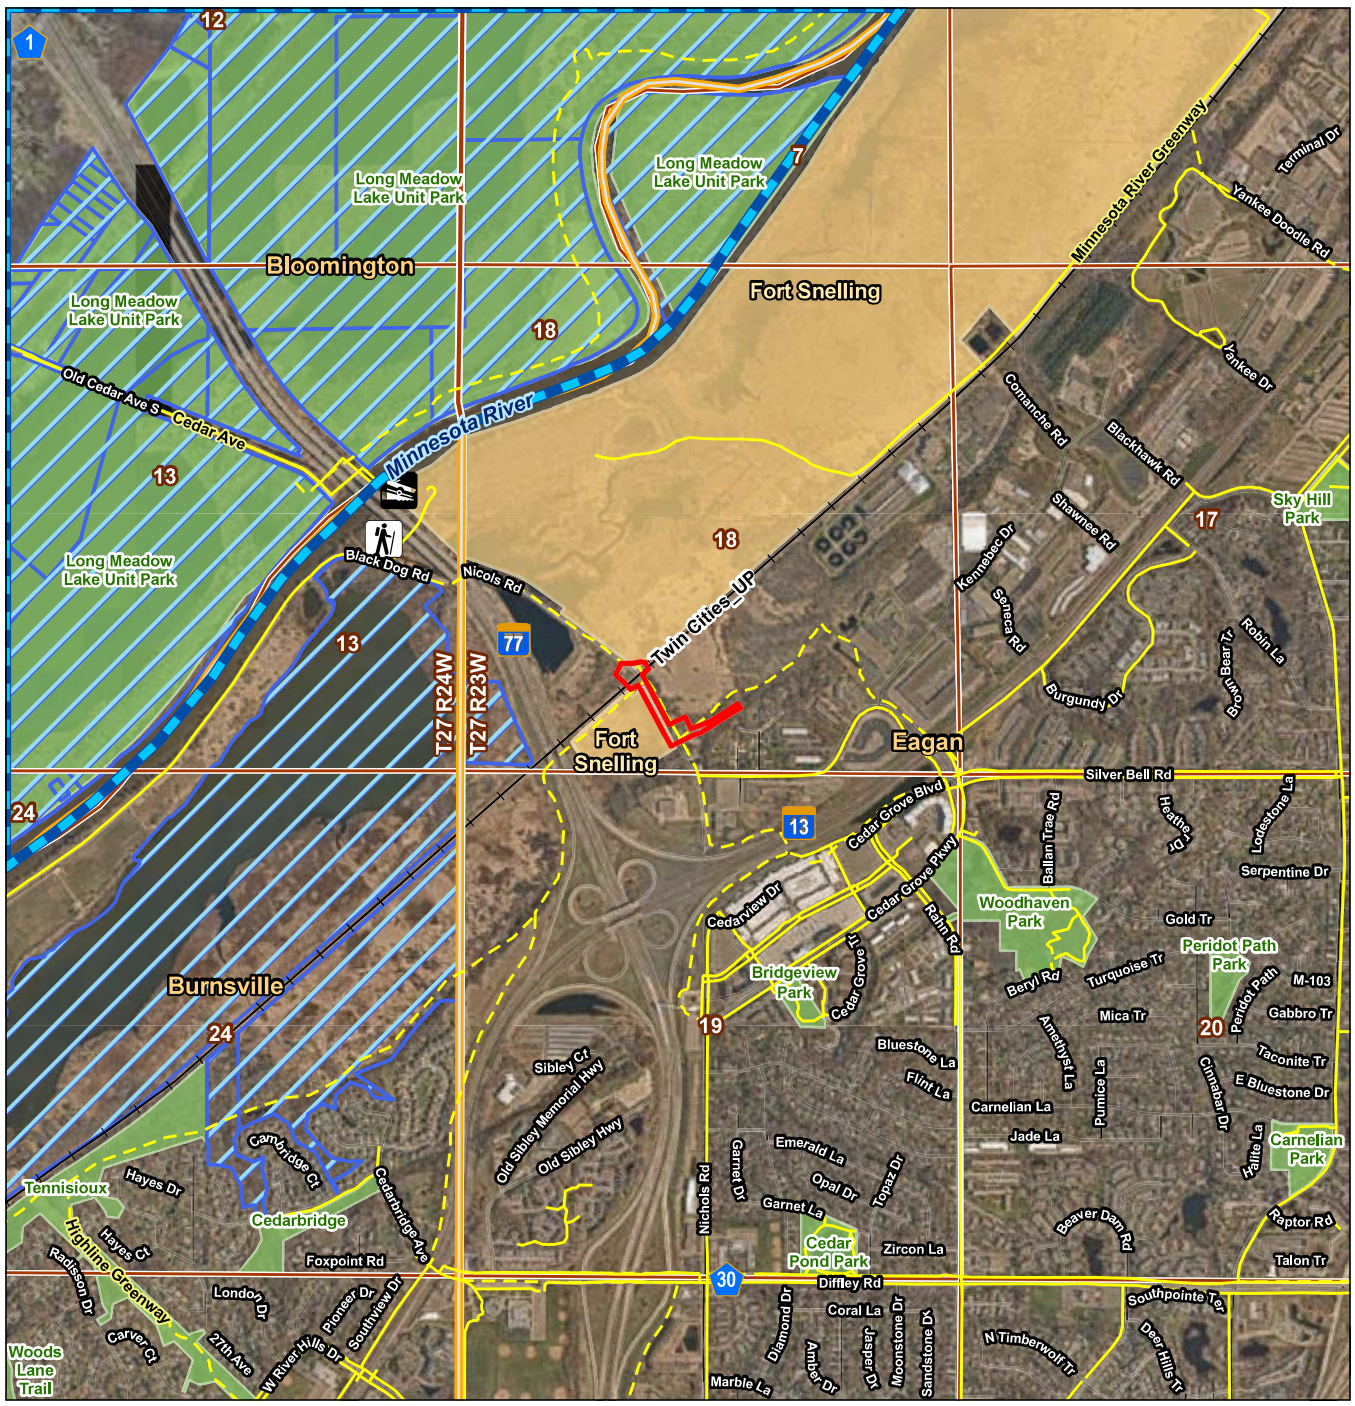 12
1
Long Meadow
Lake Unit Park
Long Meadow
Lake Unit Park
7
Terminal Dr
Minnesota River Greenway
Yankee Doodle Rd
Bloomington
Fort Snelling
Long Meadow
Lake Unit Park
18
Yankee Dr
Old Cedar Ave S
Cedar Ave
Minnesota River
Comanche Rd
Blackhawk Rd
13
Sky Hill
Park
18
Shawnee Rd
17
Kennebec Dr
Long Meadow
Lake Unit Park
Black Dog Rd
Nicols Rd
Twin Cities_UP
Seneca Rd
Robin La
13
77
T27 R24W
T27 R23W
Burgundy Dr
Brown Bear Tr
Fort
Snelling
Eagan
Silver Bell Rd
24
13
Cedar Grove Blvd
Ballan Trae Rd
Heather Dr
Lodestone La
Serpentine Dr
Cedar Grove Pkwy
Cedarview Dr
Woodhaven
Park
Rahn Rd
Gold Tr
Peridot Path
Park
Bridgeview
Park
Cedar Grove Tr
Beryl Rd
Turquoise Tr
Peridot Path
M-103
Burnsville
24
19
Mica Tr
20
Gabbro Tr
Amethyst La
Bluestone La
Sibley Ct
Taconite Tr
Flint La
Pumice La
Cinnabar Dr
E Bluestone Dr
Old Sibley Memorial Hwy
Carnelian La
Old Sibley Hwy
Jade La
Halite La
Carnelian
Park
Cambridge Ct
Emerald La
Garnet Dr
Opal Dr
Topaz Dr
Tennisioux
Hayes Dr
Cedarbridge Ave
Nichols Rd
Garnet La
Cedarbridge
Beaver Dam Rd
Raptor Rd
Highline Greenway
Hayes Ct
Cedar
Pond Park
Zircon La
Foxpoint Rd
Talon Tr
Radisson Dr
30
Diffley Rd
London Dr
Pioneer Dr
Southview Dr
Southpointe Ter
Diamond Dr
Coral La
Moonstone Dr
Sandstone Dr
Carver Ct
27th Ave
W River Hills Dr
Amber Dr
Jasper Dr
N Timberwolf Tr
Deer Hills Tr
Woods
Lane
Trail
Marble La